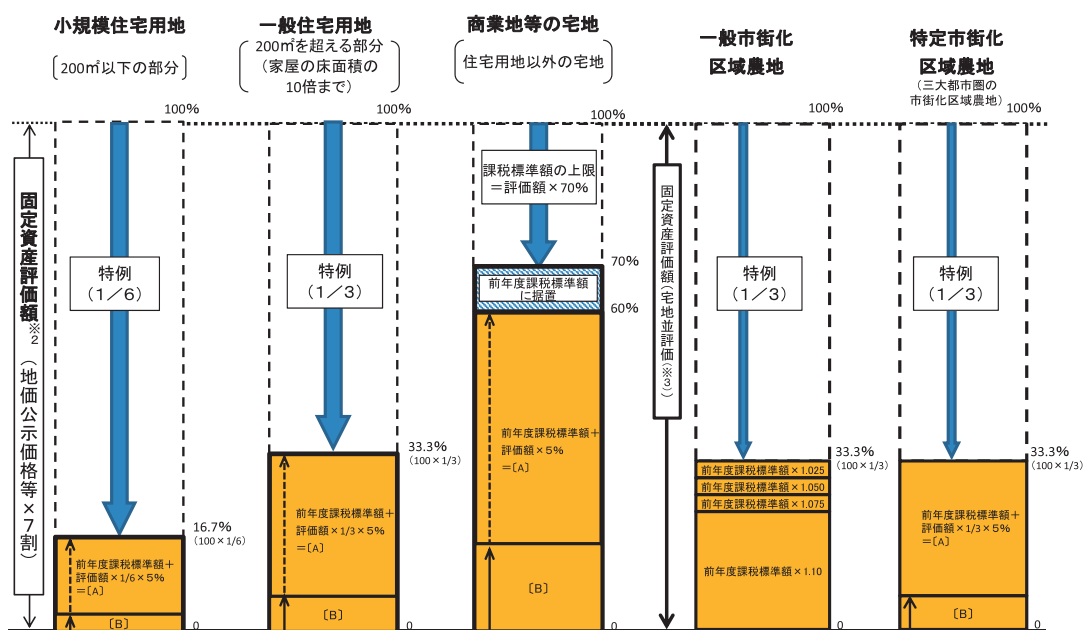 小規模住宅用地
200㎡以下の部分
100%
特例
（１／６）
16.7%
（100×1/6）
前年度課税標準額＋
評価額×1/6×5%
＝〔A〕
〔B〕
0
固定資産評価額※2（地価公示価格等×７割）
一般住宅用地
200㎡を超える部分
（家屋の床面積の
10倍まで）
100%
特例
（１／３）
33.3%
（100×1/3）
前年度課税標準額＋
評価額×1/3×5%
＝〔A〕
〔B〕
0
商業地等の宅地
住宅用地以外の宅地
100%
課税標準額の上限
＝評価額×70%
70%
前年度課税標準額
に据置
60%
前年度課税標準額＋
評価額×5%
＝〔A〕
〔B〕
0
固定資産評価額（宅地並評価（※３）
一般市街化
区域農地
100%
特例
（１／３）
33.3%
（100×1/3）
前年度課税標準額×1.025
前年度課税標準額×1.050
前年度課税標準額×1.075
前年度課税標準額×1.10
0
特定市街化
区域農地
（三大都市圏の
市街化区域農地）
100%
特例
（１／３）
33.3%
（100×1/3）
前年度課税標準額＋
評価額×1/3×5%
＝〔A〕
〔B〕
0